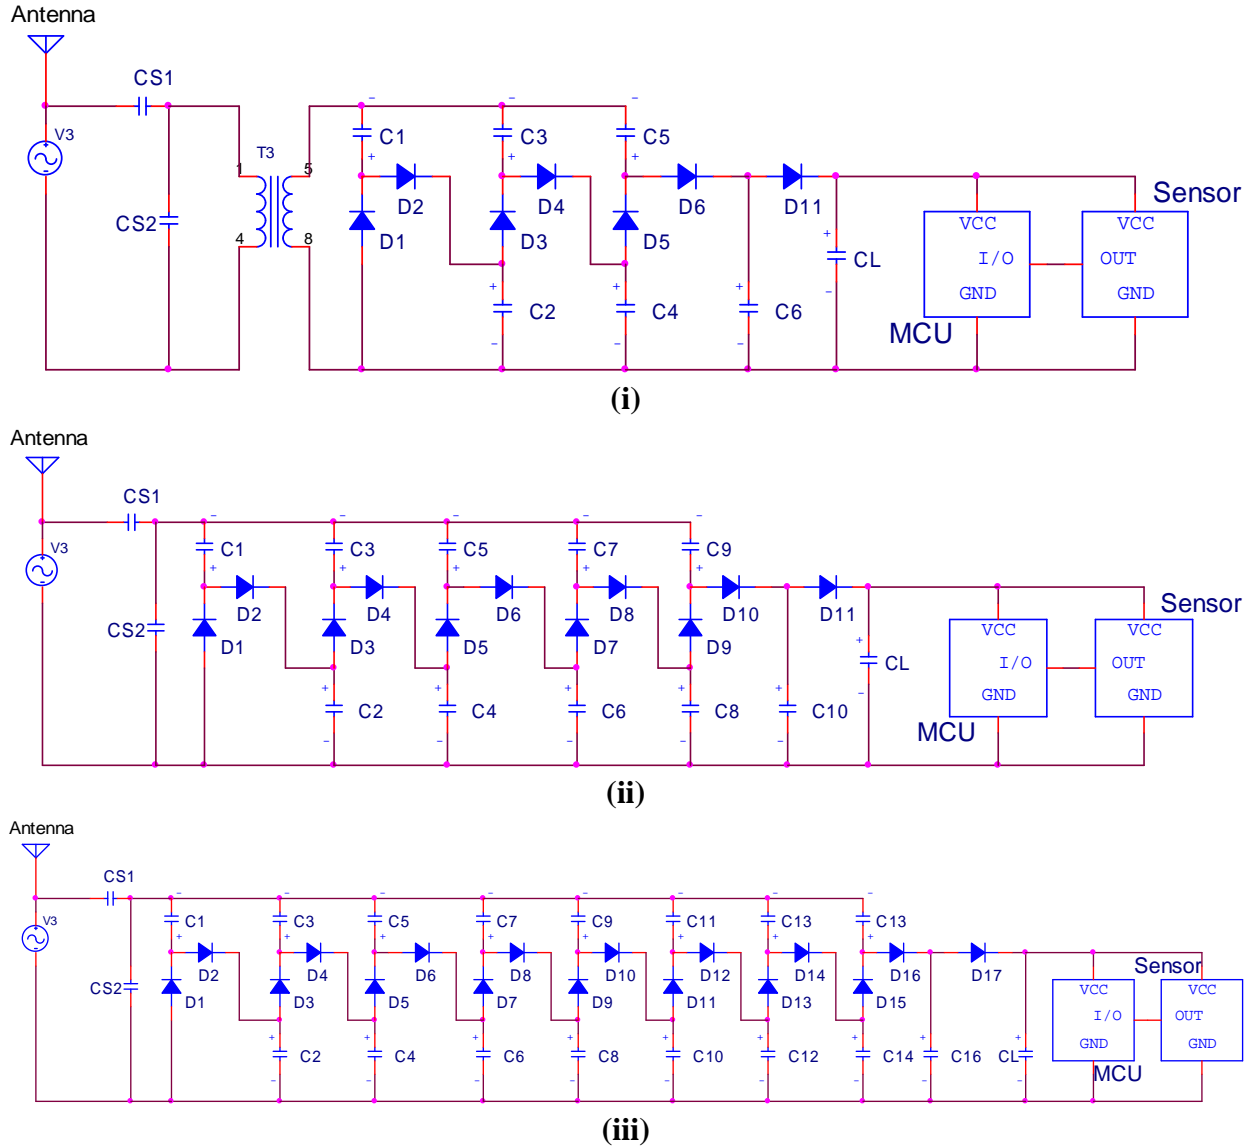 Antenna
CS1
V3
T3
1
5
4
8
CS2
C1
C3
C5
D2
D4
D6
D11
D1
D3
D5
C2
C4
C6
CL
Sensor
VCC
VCC
I/O
OUT
GND
GND
MCU
(i)
Antenna
CS1
V3
CS2
C1
C3
C5
C7
C9
D2
D4
D6
D8
D10
D11
D1
D3
D5
D7
D9
C2
C4
C6
C8
C10
CL
Sensor
VCC
VCC
I/O
OUT
GND
GND
MCU
(ii)
Antenna
CS1
V3
CS2
C1
C3
C5
C7
C9
C11
C13
C13
D2
D4
D6
D8
D10
D12
D14
D16
D17
D1
D3
D5
D7
D9
D11
D13
D15
C2
C4
C6
C8
C10
C12
C14
C16
CL
Sensor
VCC
VCC
I/O
OUT
GND
GND
MCU
(iii)